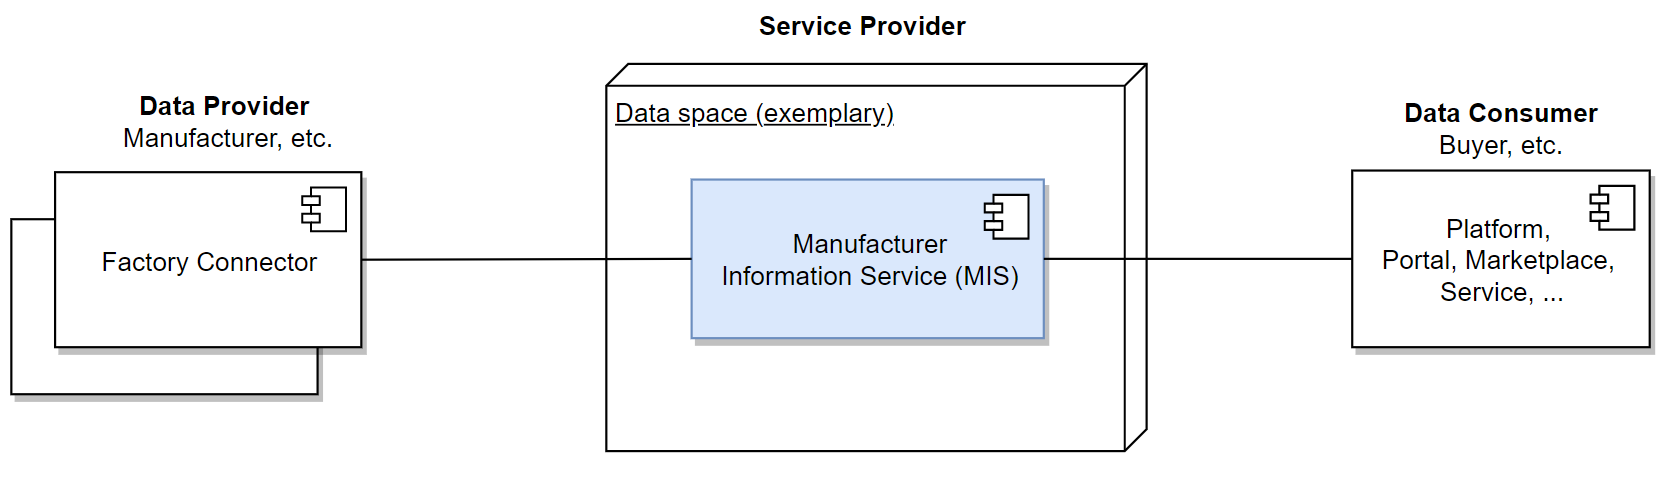 Service Provider
Data Provider
Manufacturer, etc.
Factory Connector
Data space (exemplary)
Manufacturer
Information Service (MIS)
Data Consumer
Buyer, etc.
Platform,
Portal, Marketplace,
Service, ...